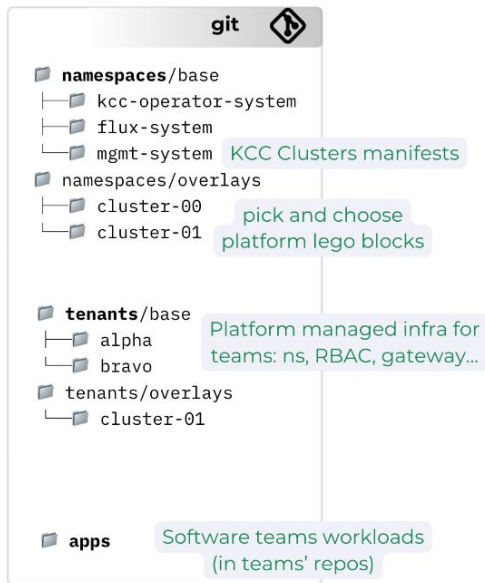 git
namespaces/base
kcc-operator-system
flux-system
mgmt-system KCC Clusters manifests
namespaces/overlays
cluster-00
cluster-01
pick and choose
platform lego blocks
tenants/base
alpha
bravo
Platform managed infra for
teams: ns, RBAC, gateway...
tenants/overlays
cluster-01
apps
Software teams workloads
(in teams' repos)